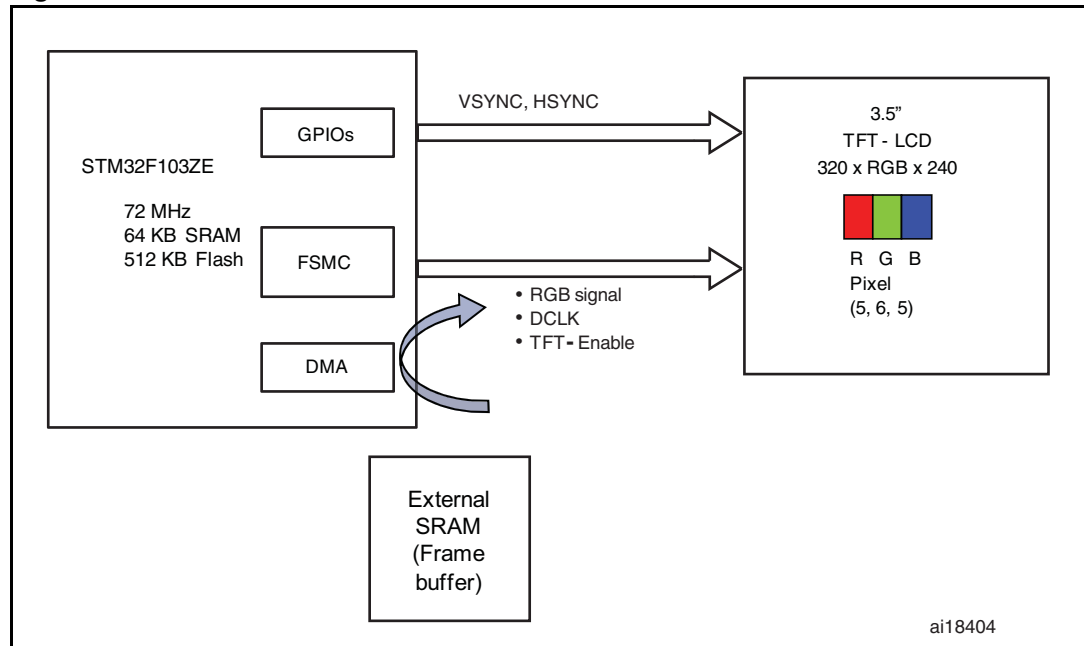 STM32F103ZE
72 MHz
64 KB SRAM
512 KB Flash
GPIOs
FSMC
DMA
VSYNC, HSYNC
• RGB signal
• DCLK
• TFT- Enable
3.5”
TFT - LCD
320 x RGB x 240
R G B
Pixel
(5, 6, 5)
External
SRAM
(Frame
buffer)
ai18404